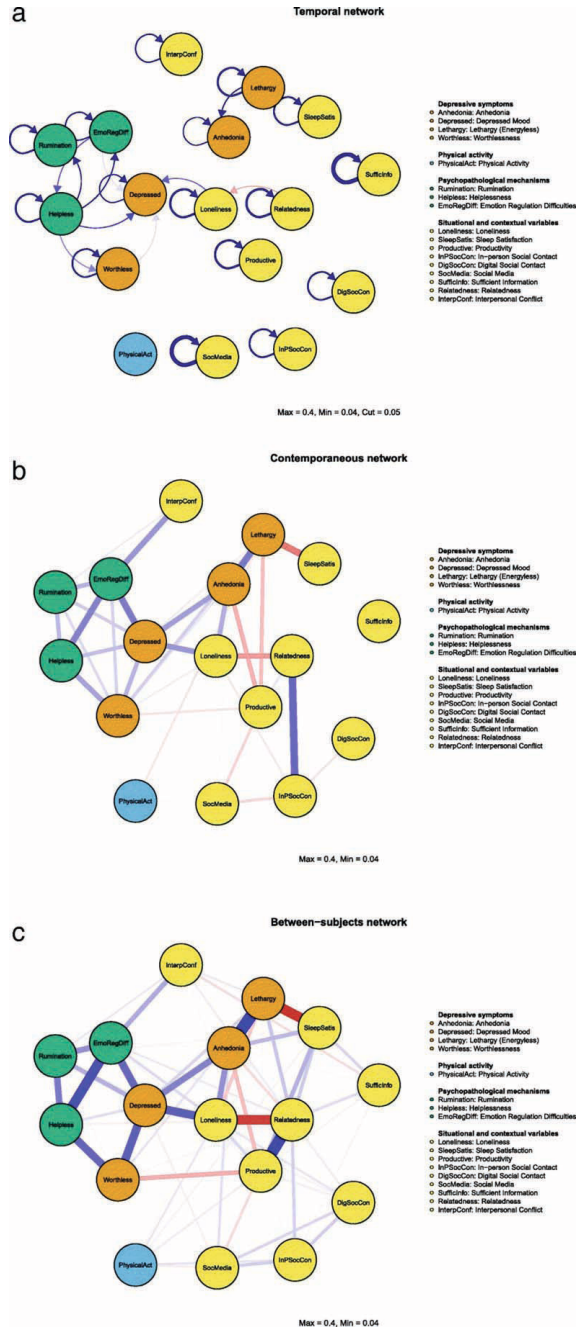 a
Temporal network
InterpConf
Lethargy
SleepSatis
Anhedonia
EmoRegDiff
Rumination
SufficInfo
Depressed
Helpless
Loneliness
Relatedness
Worthless
Productive
DigSocCon
PhysicalAct
SocMedia
InPSocCon
Depressive symptoms
Anhedonia: Anhedonia
Depressed: Depressed Mood
Lethargy: Lethargy (Energyless)
Worthless: Worthlessness
Physical activity
PhysicalAct: Physical Activity
Psychopathological mechanisms
Rumination: Rumination
Helpless: Helplessness
EmoRegDiff: Emotion Regulation Difficulties
Situational and contextual variables
Loneliness: Loneliness
SleepSatis: Sleep Satisfaction
Productive: Productivity
InPSocCon: In-person Social Contact
DigSocCon: Digital Social Contact
SocMedia: Social Media
SufficInfo: Sufficient Information
Relatedness: Relatedness
InterpConf: Interpersonal Conflict
Max = 0.4, Min = 0.04, Cut = 0.05
b
Contemporaneous network
InterpConf
Lethargy
SleepSatis
EmoRegDiff
Anhedonia
Rumination
SufficInfo
Depressed
Helpless
Loneliness
Relatedness
Worthless
Productive
DigSocCon
PhysicalAct
SocMedia
InPSocCon
Depressive symptoms
Anhedonia: Anhedonia
Depressed: Depressed Mood
Lethargy: Lethargy (Energyless)
Worthless: Worthlessness
Physical activity
PhysicalAct: Physical Activity
Psychopathological mechanisms
Rumination: Rumination
Helpless: Helplessness
EmoRegDiff: Emotion Regulation Difficulties
Situational and contextual variables
Loneliness: Loneliness
SleepSatis: Sleep Satisfaction
Productive: Productivity
InPSocCon: In-person Social Contact
DigSocCon: Digital Social Contact
SocMedia: Social Media
SufficInfo: Sufficient Information
Relatedness: Relatedness
InterpConf: Interpersonal Conflict
Max = 0.4, Min = 0.04
c
Between-subjects network
InterpConf
Lethargy
SleepSatis
EmoRegDiff
Anhedonia
Rumination
SufficInfo
Depressed
Helpless
Loneliness
Relatedness
Worthless
Productive
DigSocCon
PhysicalAct
SocMedia
InPSocCon
Depressive symptoms
Anhedonia: Anhedonia
Depressed: Depressed Mood
Lethargy: Lethargy (Energyless)
Worthless: Worthlessness
Physical activity
PhysicalAct: Physical Activity
Psychopathological mechanisms
Rumination: Rumination
Helpless: Helplessness
EmoRegDiff: Emotion Regulation Difficulties
Situational and contextual variables
Loneliness: Loneliness
SleepSatis: Sleep Satisfaction
Productive: Productivity
InPSocCon: In-person Social Contact
DigSocCon: Digital Social Contact
SocMedia: Social Media
SufficInfo: Sufficient Information
Relatedness: Relatedness
InterpConf: Interpersonal Conflict
Max = 0.4, Min = 0.04